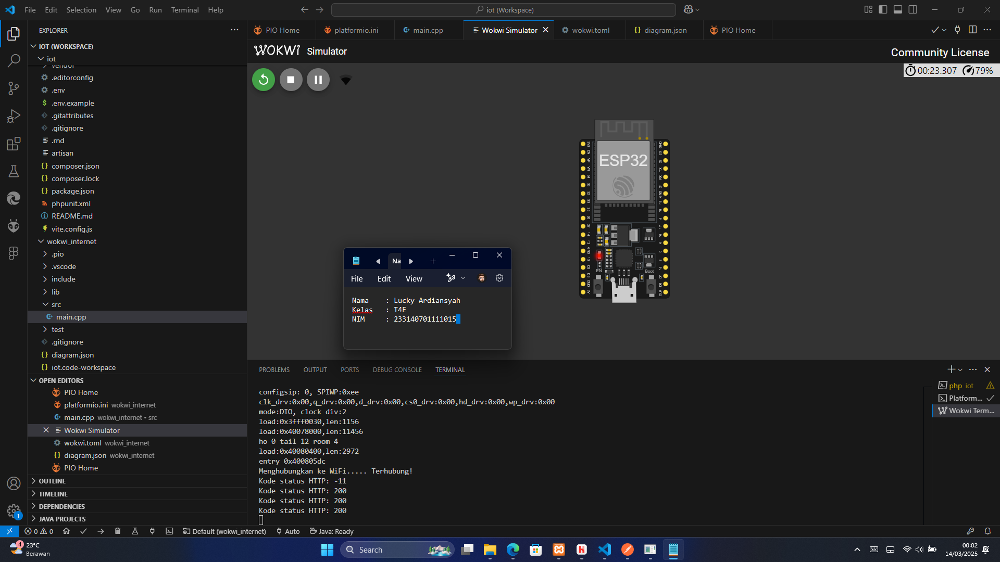 File Edit Selection View Go Run Terminal Help
iot (Workspace)
EXPLORER
IOT (WORKSPACE)
iot
vendor
.editorconfig
.env
.env.example
.gitattributes
.gitignore
.rnd
artisan
composer.json
composer.lock
package.json
phpunit.xml
README.md
vite.config.js
wokwi_internet
.pio
.vscode
include
lib
src
main.cpp
test
.gitignore
diagram.json
iot.code-workspace
OPEN EDITORS
PIO Home
platformio.ini wokwi_internet
main.cpp wokwi_internet • src
Wokwi Simulator
wokwi.toml wokwi_internet
diagram.json wokwi_internet
PIO Home
OUTLINE
TIMELINE
DEPENDENCIES
JAVA PROJECTS
PIO Home platformio.ini main.cpp Wokwi Simulator wokwi.toml diagram.json PIO Home
WOKWi Simulator
Community License
00:23.307 79%
ESP32
EN Boot
Na
File Edit View
Nama : Lucky Ardiansyah
Kelas : T4E
NIM : 233140701111015
PROBLEMS OUTPUT PORTS DEBUG CONSOLE TERMINAL
configsip: 0, SPIWP:0xee
clk_drv:0x00,q_drv:0x00,d_drv:0x00,cs0_drv:0x00,hd_drv:0x00,wp_drv:0x00
mode:DIO, clock div:2
load:0x3fff0030,len:1156
load:0x40078000,len:11456
ho 0 tail 12 room 4
load:0x40080400,len:2972
entry 0x400805dc
Menghubungkan ke WiFi..... Terhubung!
Kode status HTTP: -11
Kode status HTTP: 200
Kode status HTTP: 200
Kode status HTTP: 200
php iot
Platform...
Wokwi Term...
1
0 0 Default (wokwi_internet) Auto Java: Ready
4
23°C
Berawan
Search
00:02
14/03/2025